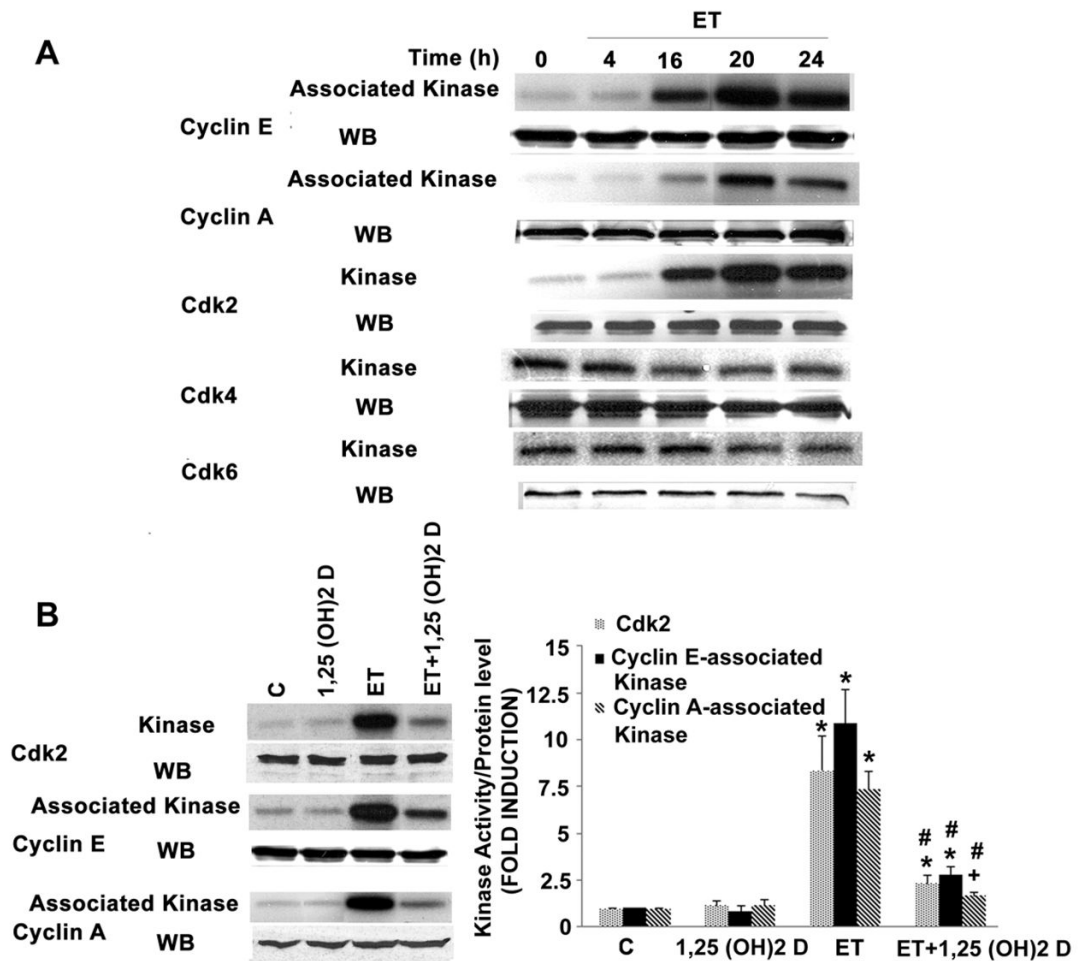 A
ET
Time (h) 0 4 16 20 24
Associated Kinase
Cyclin E
WB
Associated Kinase
Cyclin A
WB
Kinase
Cdk2
WB
Kinase
Cdk4
WB
Kinase
Cdk6
WB
B
C
1,25 (OH)2 D
ET
ET+1,25 (OH)2 D
Kinase
Cdk2
WB
Associated Kinase
Cyclin E
WB
Associated Kinase
Cyclin A
WB
Kinase Activity/Protein level
(FOLD INDUCTION)
15
12.5
10
7.5
5
2.5
0
Cdk2
Cyclin E-associated
Kinase
Cyclin A-associated
Kinase
* * *
# # #
* * +
C 1,25 (OH)2 D ET ET+1,25 (OH)2 D